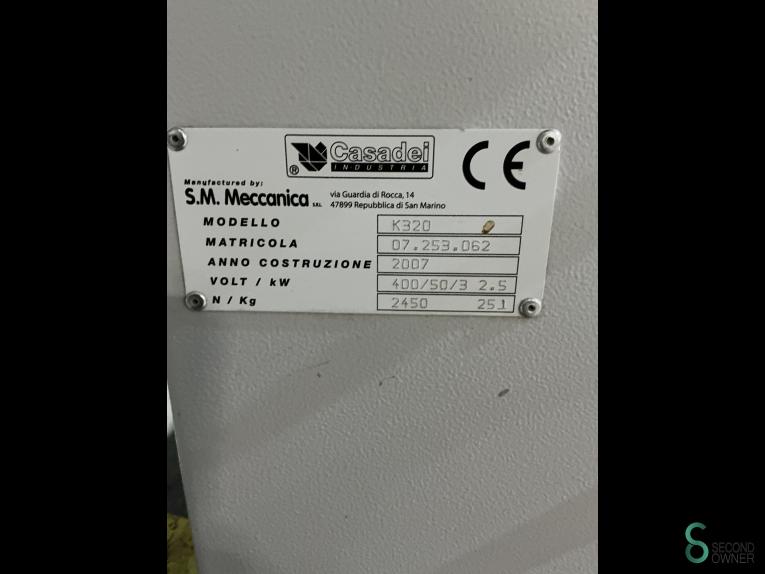 Casadei
INDUSTRIA
®
CE
Manufactured by:
S.M. Meccanica S.R.L.
via Guardia di Rocca, 14
47899 Repubblica di San Marino
MODELLO K320
MATRICOLA 07.253.062
ANNO COSTRUZIONE 2007
VOLT / kW 400/50/3 2.5
N / Kg 2450 251
SECOND
OWNER